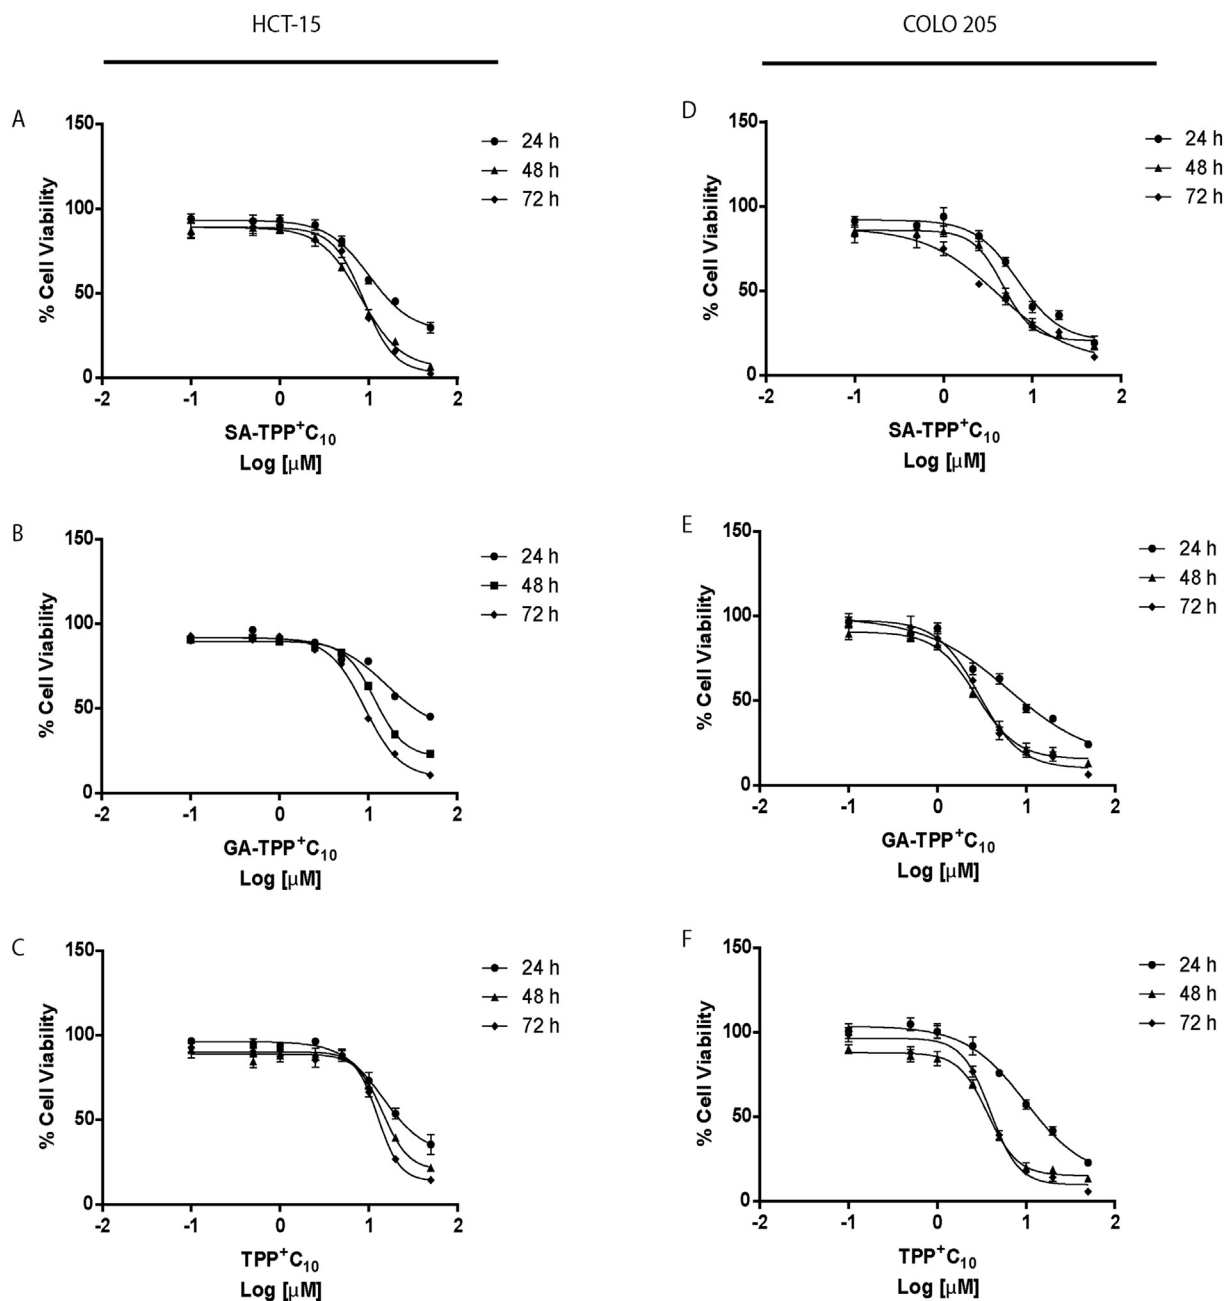 HCT-15
COLO 205
A
150
100
50
0
% Cell Viability
-2 -1 0 1 2
SA-TPP⁺C₁₀
Log [μM]
24 h
48 h
72 h
D
150
100
50
0
% Cell Viability
-2 -1 0 1 2
SA-TPP⁺C₁₀
Log [μM]
24 h
48 h
72 h
B
150
100
50
0
% Cell Viability
-2 -1 0 1 2
GA-TPP⁺C₁₀
Log [μM]
24 h
48 h
72 h
E
150
100
50
0
% Cell Viability
-2 -1 0 1 2
GA-TPP⁺C₁₀
Log [μM]
24 h
48 h
72 h
C
150
100
50
0
% Cell Viability
-2 -1 0 1 2
TPP⁺C₁₀
Log [μM]
24 h
48 h
72 h
F
150
100
50
0
% Cell Viability
-2 -1 0 1 2
TPP⁺C₁₀
Log [μM]
24 h
48 h
72 h